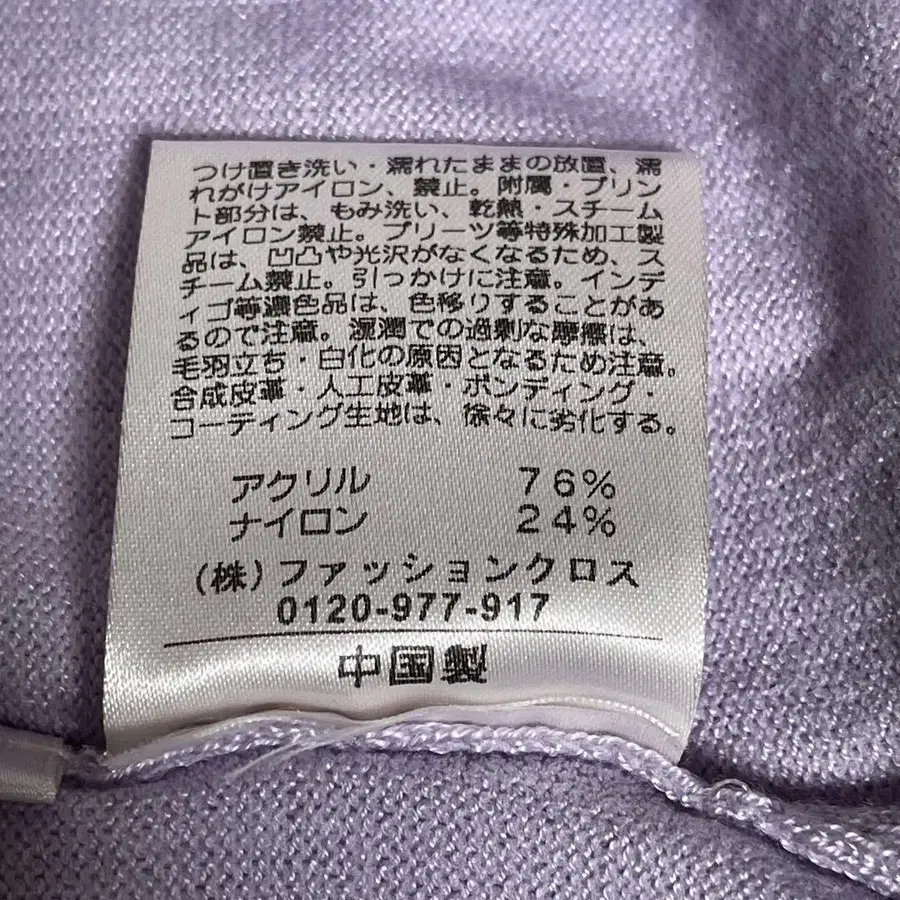 つけ置き洗い・濡れたままの放置、濡
れがけアイロン、禁止。附属・プリン
ト部分は、もみ洗い、乾熱・スチーム
アイロン禁止。プリーツ等特殊加工製
品は、凹凸や光沢がなくなるため、ス
チーム禁止。引っかけに注意。インデ
ィゴ等濃色品は、色移りすることがあ
るので注意。湿潤での過剰な摩擦は、
毛羽立ち・白化の原因となるため注意。
合成皮革・人工皮革・ボンディング・
コーティング生地は、徐々に劣化する。
アクリル 76%
ナイロン 24%
(株)ファッションクロス
0120-977-917
中国製